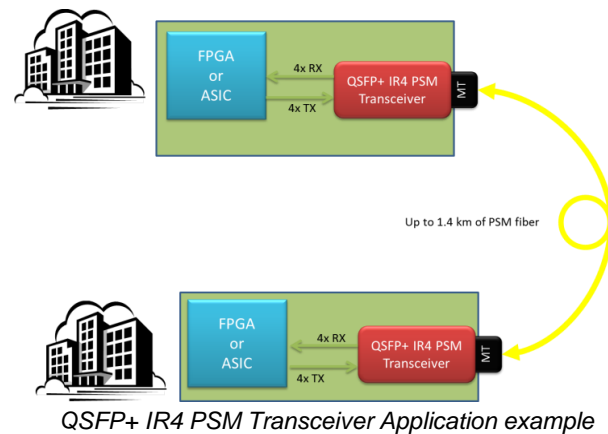 FPGA
or
ASIC
4x RX
4x TX
QSFP+ IR4 PSM
Transceiver
MT
Up to 1.4 km of PSM fiber
FPGA
or
ASIC
4x RX
4x TX
QSFP+ IR4 PSM
Transceiver
MT
QSFP+ IR4 PSM Transceiver Application example